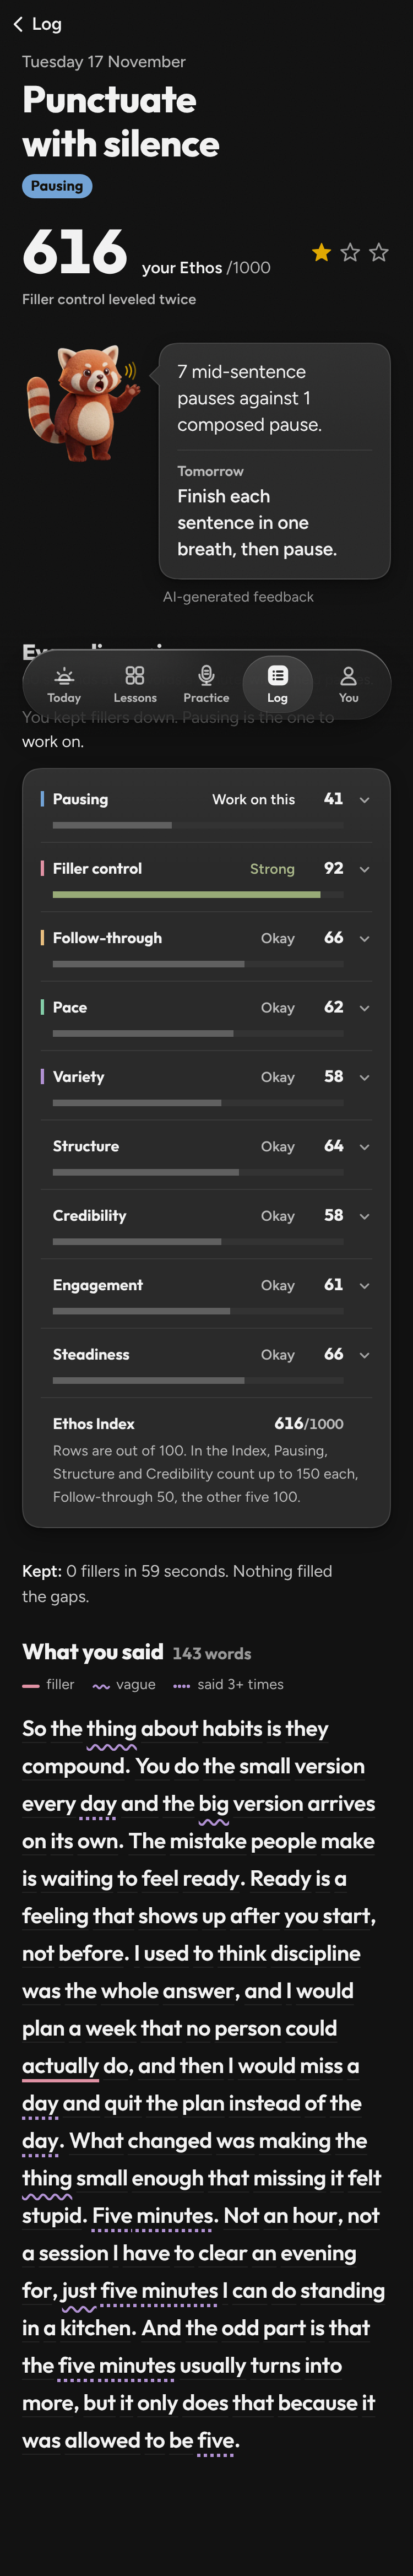 Log
Tuesday 17 November
Punctuate
with silence
Pausing
616 your Ethos /1000
Filler control leveled twice
7 mid-sentence
pauses against 1
composed pause.
Tomorrow
Finish each
sentence in one
breath, then pause.
AI-generated feedback
Today Lessons Practice Log You
You kept fillers down. Pausing is the one to
work on.
Pausing Work on this 41
Filler control Strong 92
Follow-through Okay 66
Pace Okay 62
Variety Okay 58
Structure Okay 64
Credibility Okay 58
Engagement Okay 61
Steadiness Okay 66
Ethos Index 616/1000
Rows are out of 100. In the Index, Pausing,
Structure and Credibility count up to 150 each,
Follow-through 50, the other five 100.
Kept: 0 fillers in 59 seconds. Nothing filled
the gaps.
What you said 143 words
filler vague said 3+ times
So the thing about habits is they
compound. You do the small version
every day and the big version arrives
on its own. The mistake people make
is waiting to feel ready. Ready is a
feeling that shows up after you start,
not before. I used to think discipline
was the whole answer, and I would
plan a week that no person could
actually do, and then I would miss a
day and quit the plan instead of the
day. What changed was making the
thing small enough that missing it felt
stupid. Five minutes. Not an hour, not
a session I have to clear an evening
for, just five minutes I can do standing
in a kitchen. And the odd part is that
the five minutes usually turns into
more, but it only does that because it
was allowed to be five.